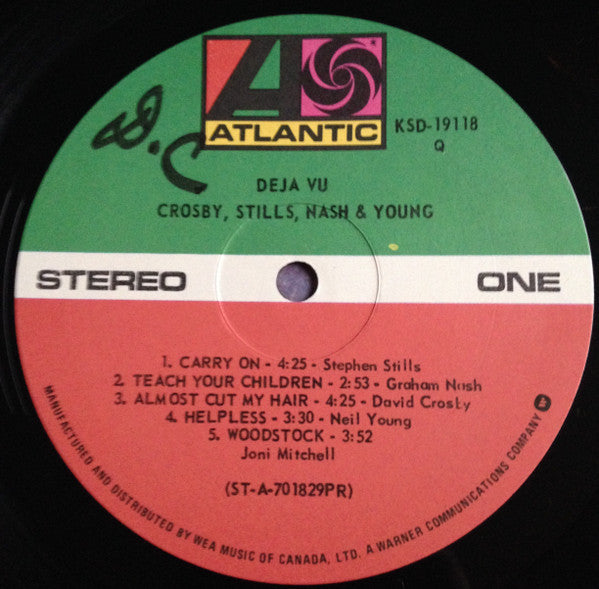 D.C
ATLANTIC
KSD-19118
Q
DEJA VU
CROSBY, STILLS, NASH & YOUNG
STEREO
ONE
1. CARRY ON - 4:25 - Stephen Stills
2. TEACH YOUR CHILDREN - 2:53 - Graham Nash
3. ALMOST CUT MY HAIR - 4:25 - David Crosby
4. HELPLESS - 3:30 - Neil Young
5. WOODSTOCK - 3:52
Joni Mitchell
(ST-A-701829PR)
MANUFACTURED AND DISTRIBUTED BY WEA MUSIC OF CANADA, LTD. A WARNER COMMUNICATIONS COMPANY